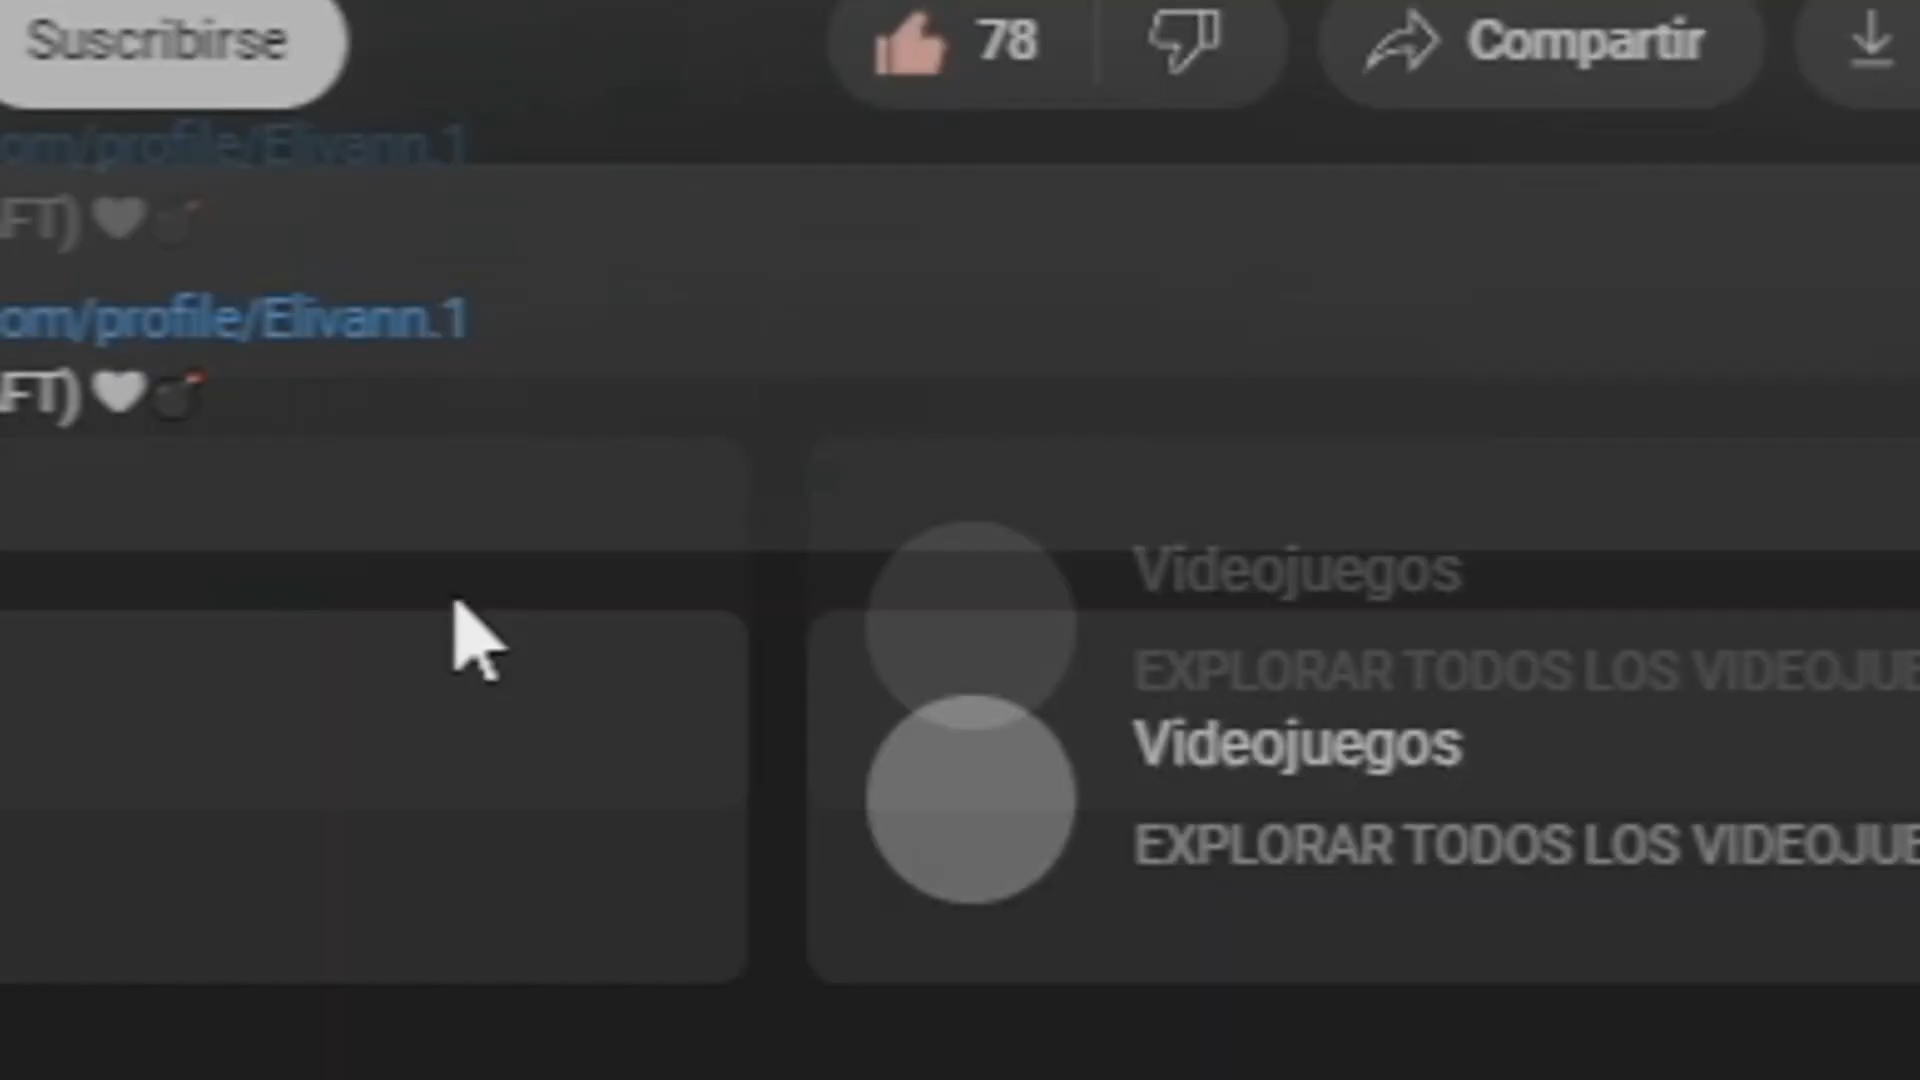 Suscribirse
78
Compartir
om/profile/Elivann.1
FT)
om/profile/Elivann.1
FT)
Videojuegos
EXPLORAR TODOS LOS VIDEOJUE
Videojuegos
EXPLORAR TODOS LOS VIDEOJUE